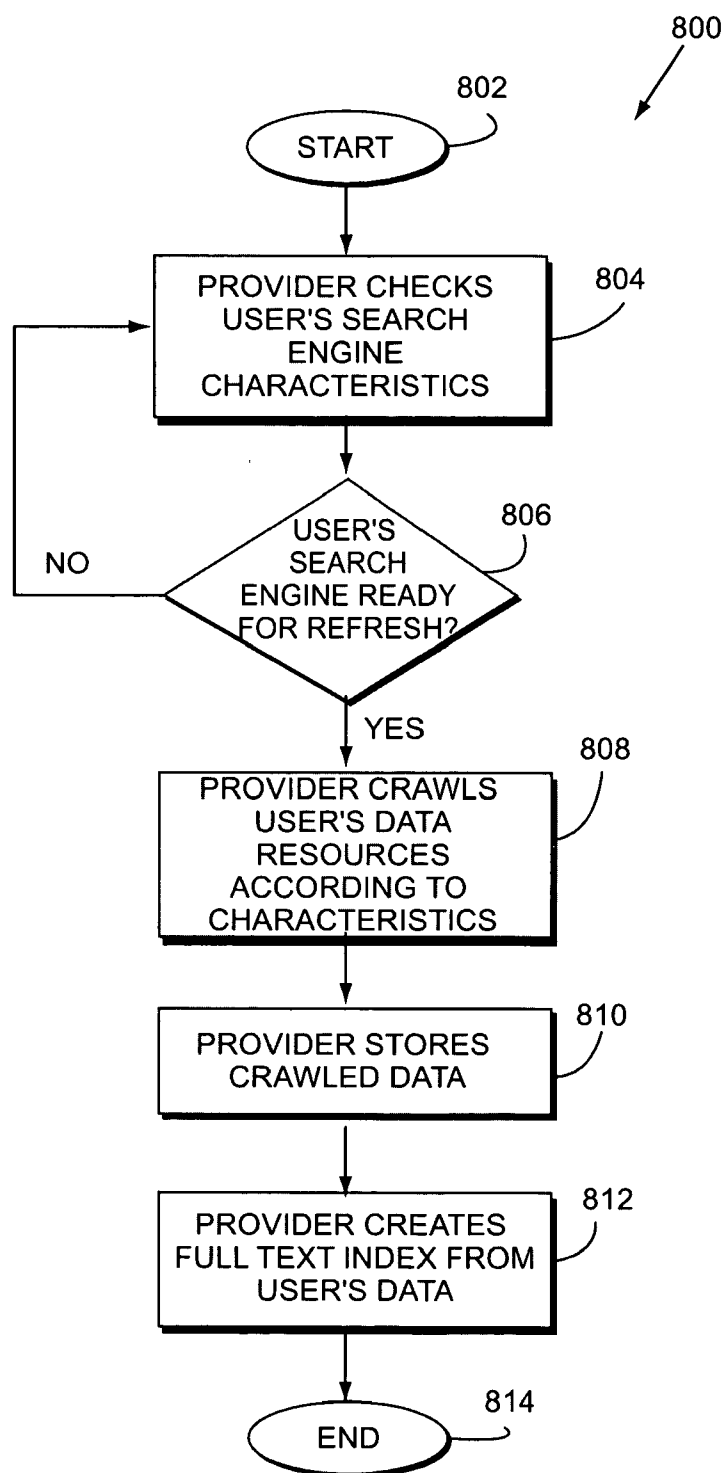 800
802
START
PROVIDER CHECKS
USER'S SEARCH
ENGINE
CHARACTERISTICS
804
USER'S
SEARCH
ENGINE READY
FOR REFRESH?
806
NO
YES
PROVIDER CRAWLS
USER'S DATA
RESOURCES
ACCORDING TO
CHARACTERISTICS
808
PROVIDER STORES
CRAWLED DATA
810
PROVIDER CREATES
FULL TEXT INDEX FROM
USER'S DATA
812
END
814